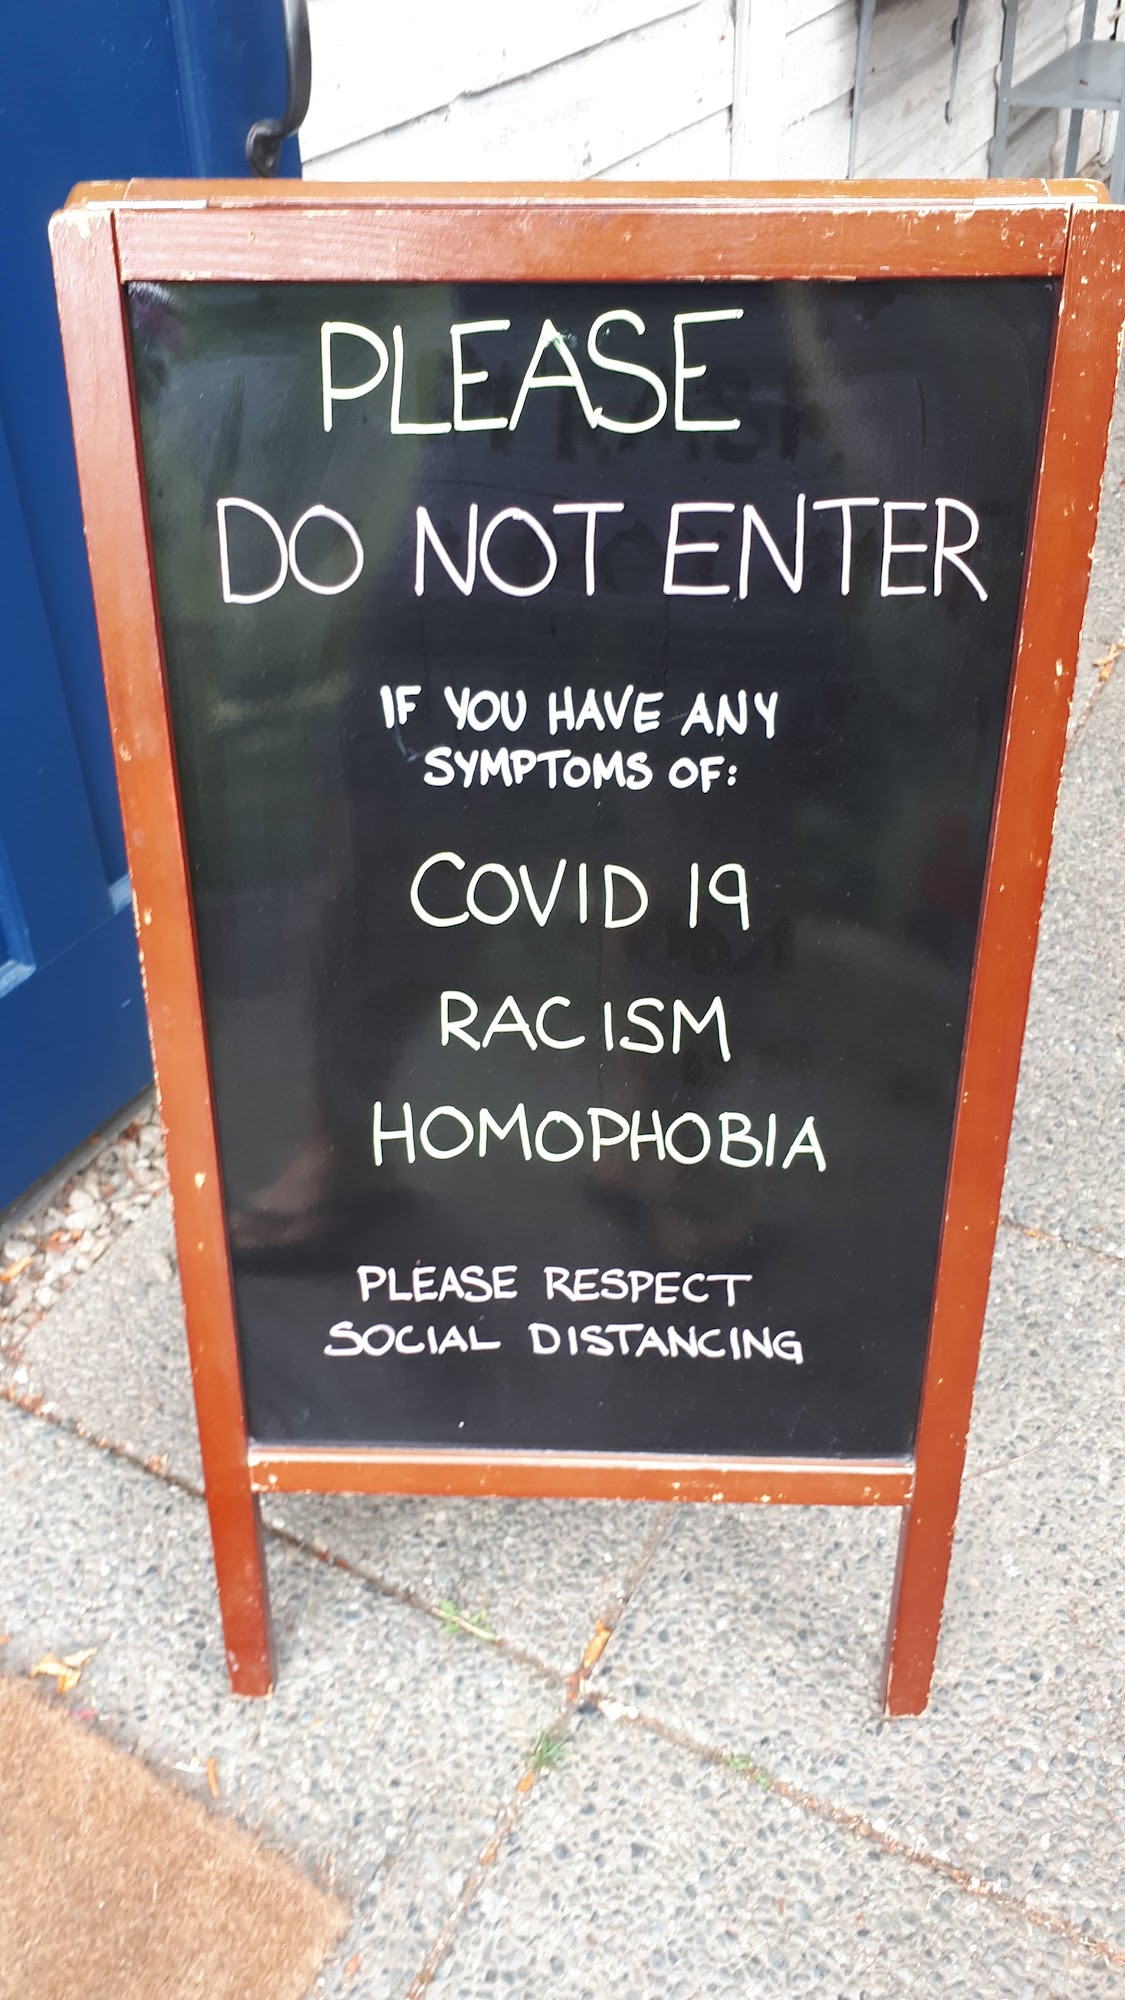 PLEASE
DO NOT ENTER
IF YOU HAVE ANY
SYMPTOMS OF:
COVID 19
RACISM
HOMOPHOBIA
PLEASE RESPECT
SOCIAL DISTANCING